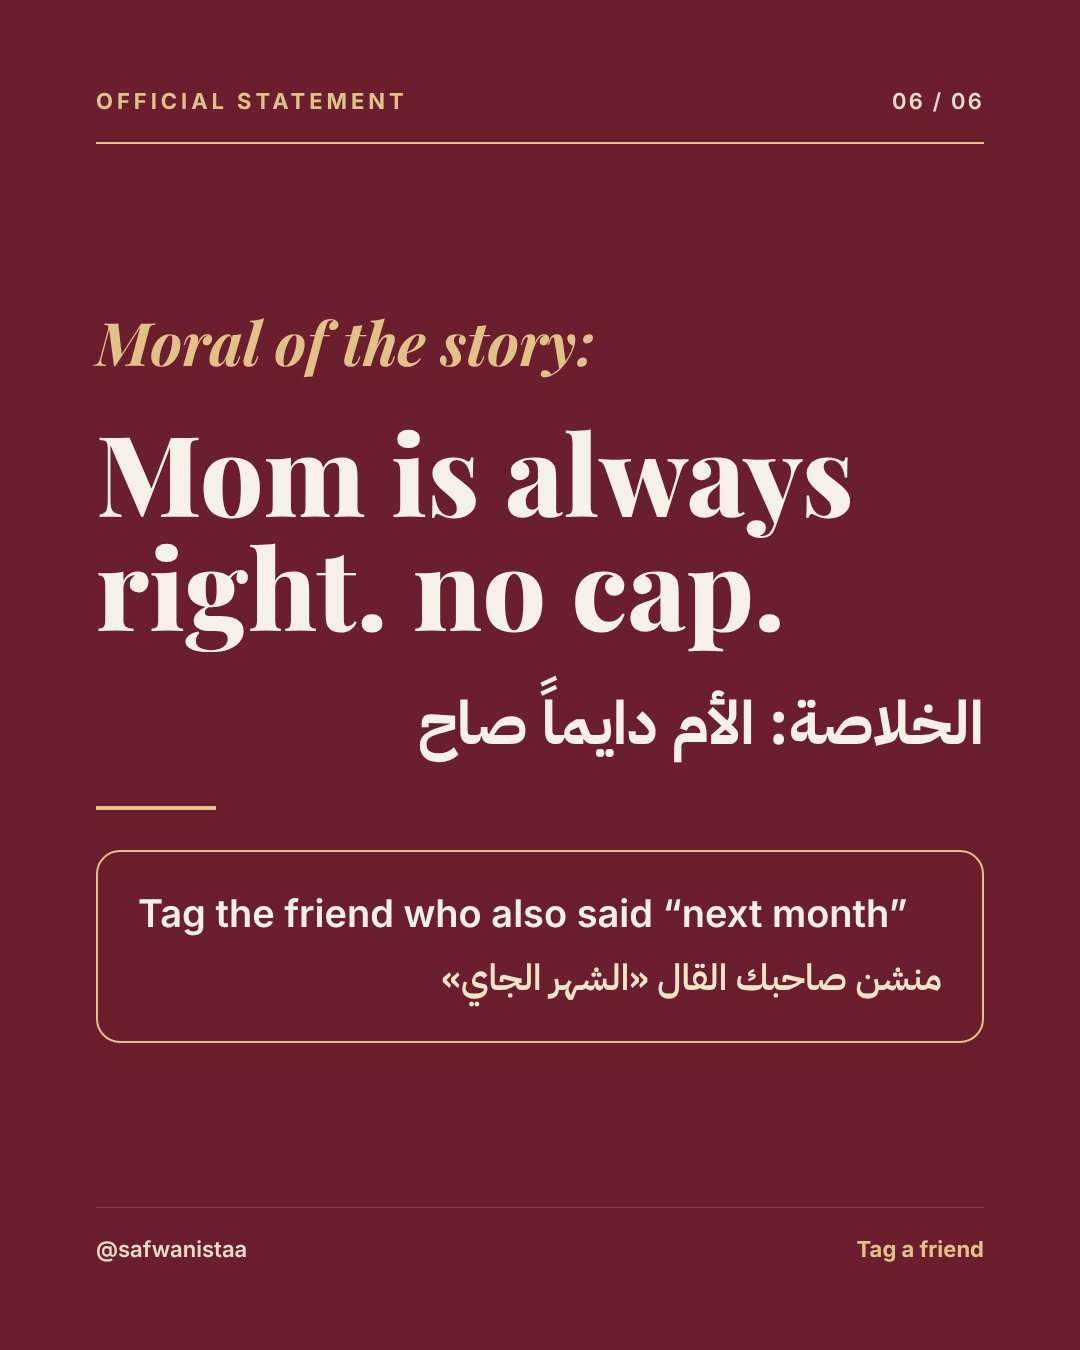 OFFICIAL STATEMENT
06 / 06
Moral of the story:
Mom is always
right. no cap.
الخلاصة: الأم دايماً صاح
Tag the friend who also said “next month”
منشن صاحبك القال «الشهر الجاي»
@safwanistaa
Tag a friend